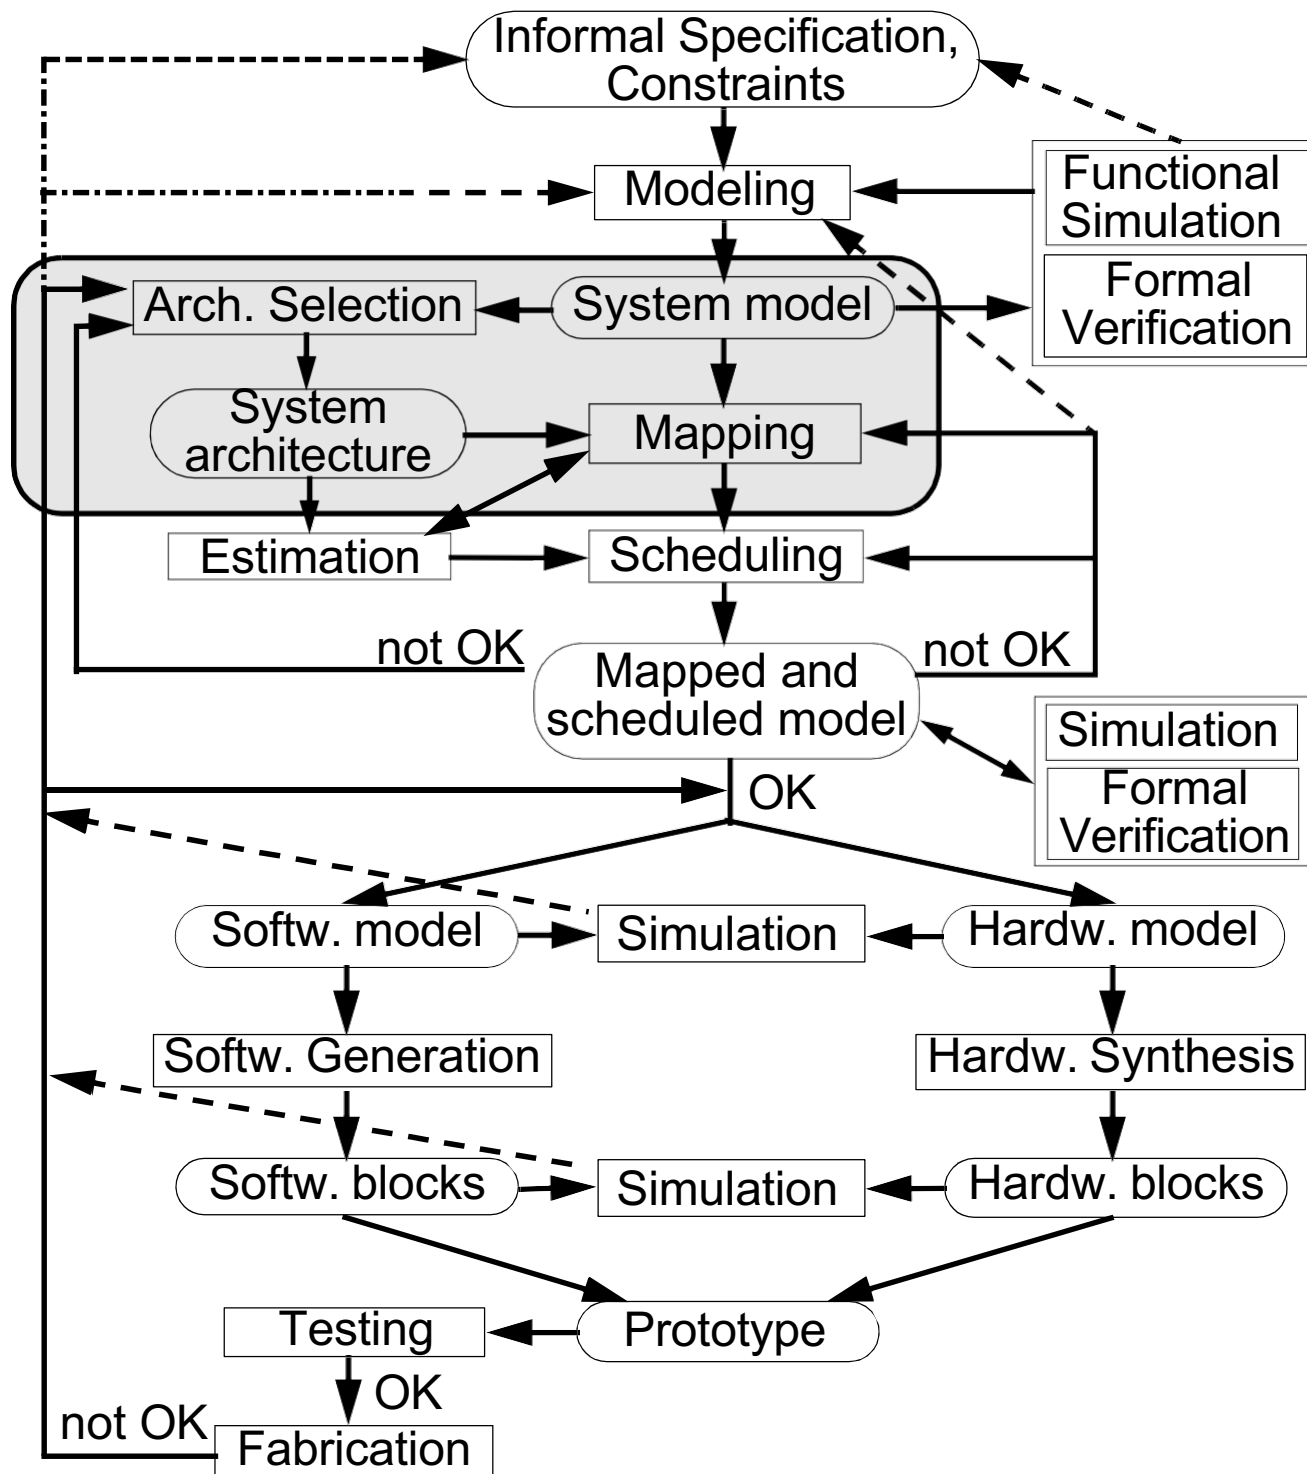 Informal Specification,
Constraints
Modeling
Functional
Simulation
Formal
Verification
Arch. Selection
System model
System
architecture
Mapping
Estimation
Scheduling
not OK
not OK
Mapped and
scheduled model
Simulation
Formal
Verification
OK
Softw. model
Simulation
Hardw. model
Softw. Generation
Hardw. Synthesis
Softw. blocks
Simulation
Hardw. blocks
Testing
Prototype
OK
not OK
Fabrication